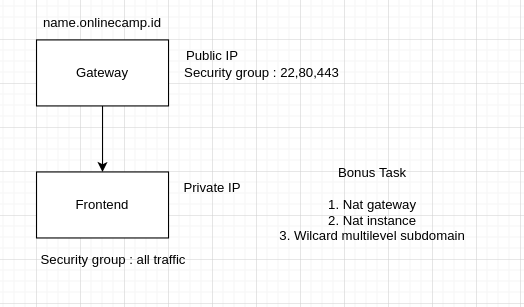 name.onlinecamp.id
Gateway
Public IP
Security group : 22,80,443
Frontend
Private IP
Security group : all traffic
Bonus Task
1. Nat gateway
2. Nat instance
3. Wilcard multilevel subdomain